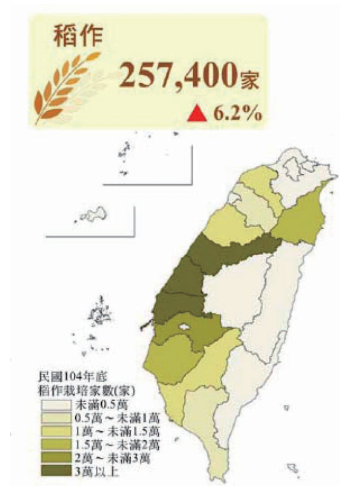 稻作
257,400家
▲ 6.2%
民國104年底
稻作栽培家數(家)
未滿0.5萬
0.5萬~未滿1萬
1萬~未滿1.5萬
1.5萬~未滿2萬
2萬~未滿3萬
3萬以上